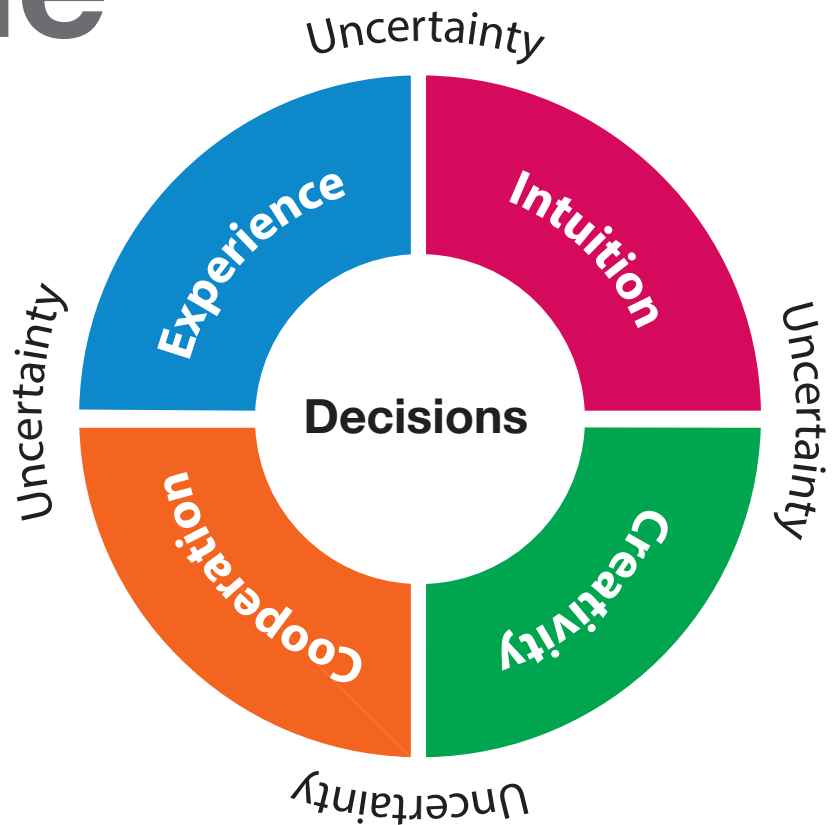 Uncertainty
Experience
Intuition
Uncertainty
Uncertainty
Decisions
Cooperation
Creativity
Uncertainty